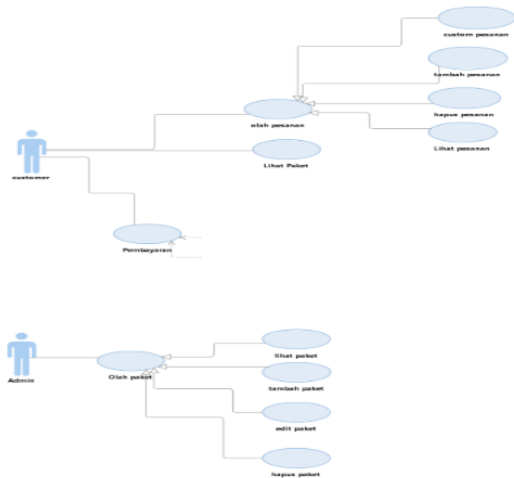 custom pesanan
tambah pesanan
olah pesanan
hapus pesanan
Lihat pesanan
Lihat Paket
customer
Pembayaran
lihat paket
Admin
Olah paket
tambah paket
edit paket
hapus paket